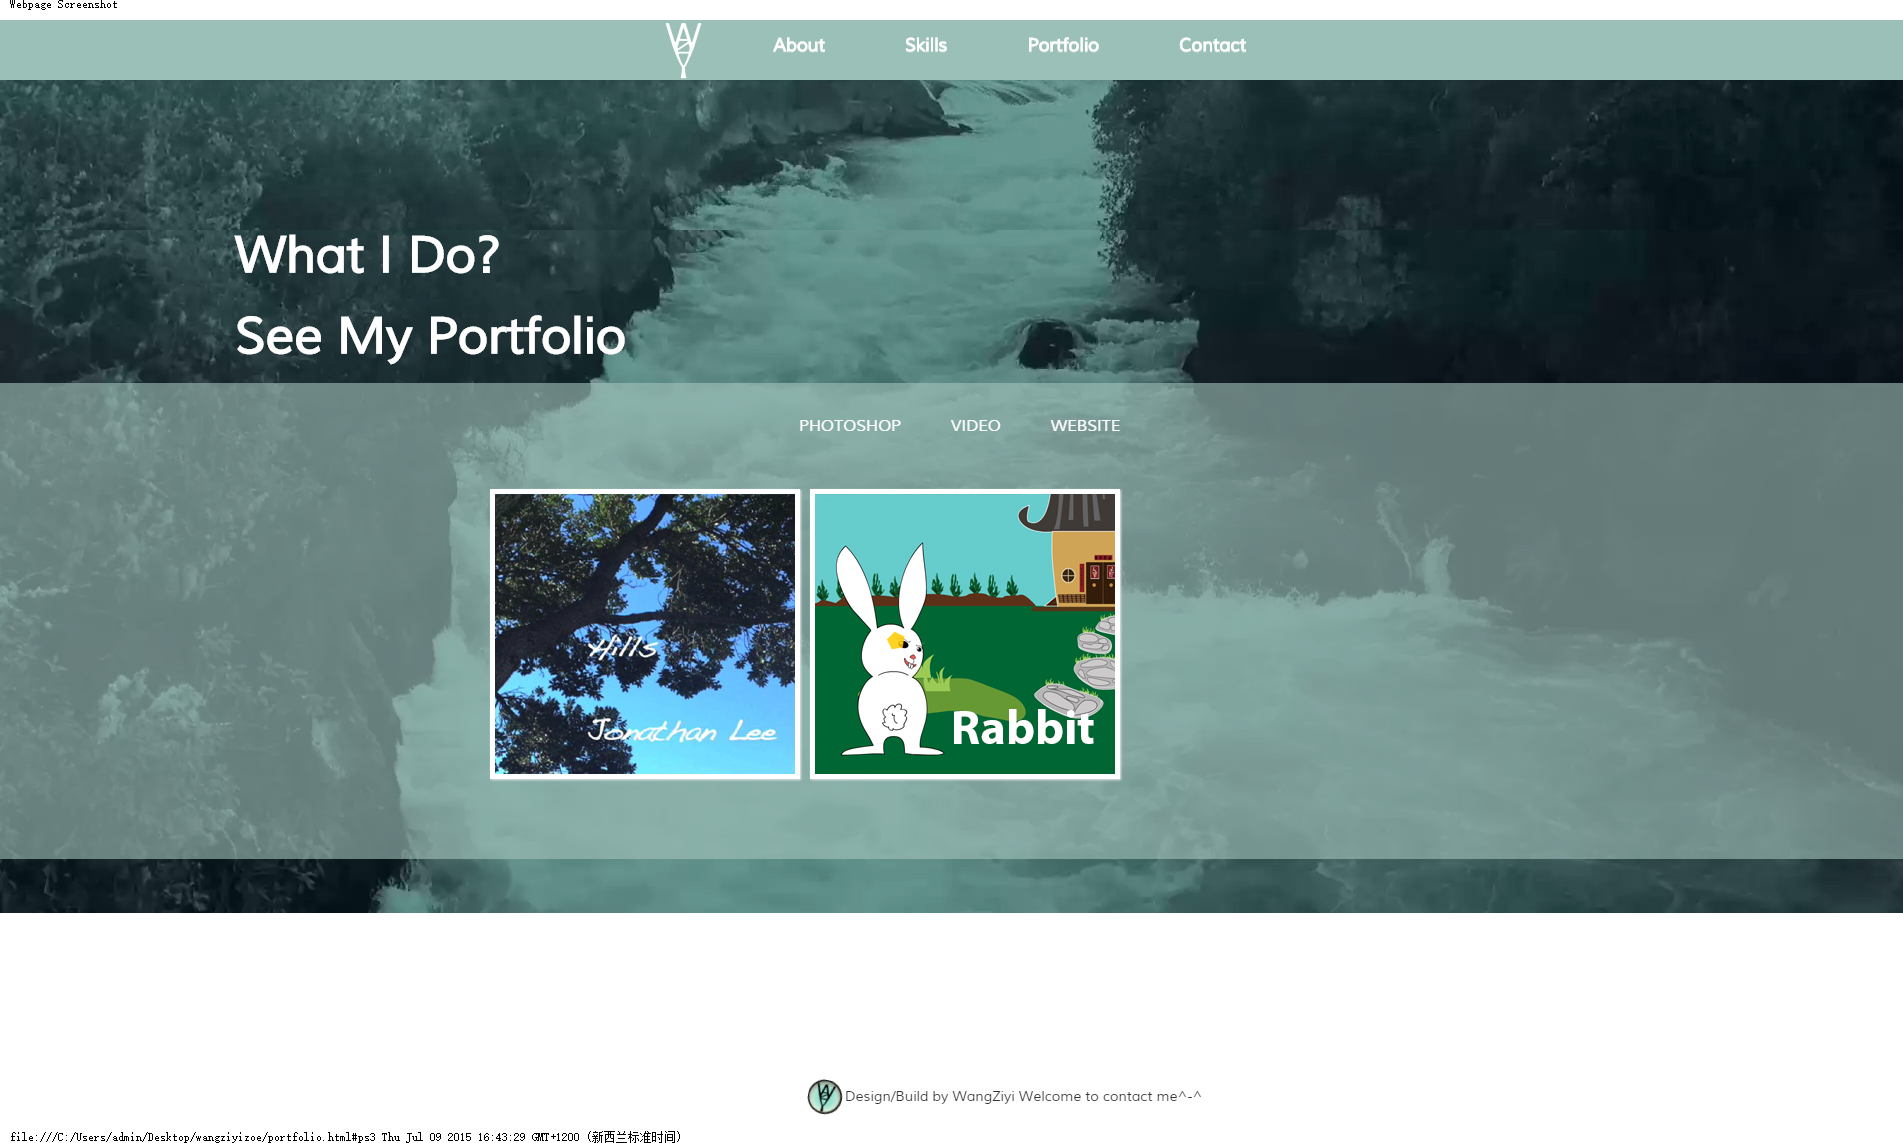 Webpage Screenshot
About Skills Portfolio Contact
What I Do?
See My Portfolio
PHOTOSHOP VIDEO WEBSITE
Hills
Jonathan Lee
Rabbit
Design/Build by WangZiyi Welcome to contact me^-^
file:///C:/Users/admin/Desktop/wangziyizoe/portfolio.html#ps3 Thu Jul 09 2015 16:43:29 GMT+1200 (新西兰标准时间)